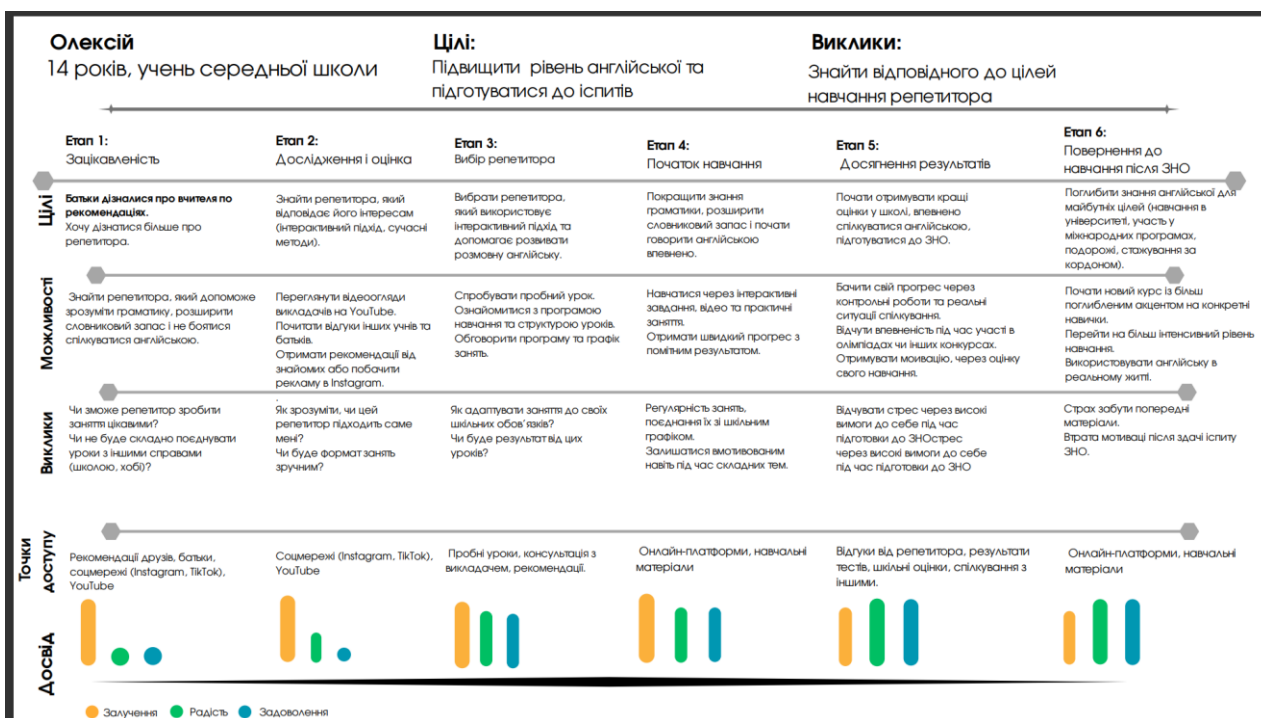 Олексій
14 років, учень середньої школи
Цілі:
Підвищити рівень англійської та
підготуватися до іспитів
Виклики:
Знайти відповідного до цілей
навчання репетитора
Етап 1:
Зацікавленість
Етап 2:
Дослідження і оцінка
Етап 3:
Вибір репетитора
Етап 4:
Початок навчання
Етап 5:
Досягнення результатів
Етап 6:
Повернення до
навчання після ЗНО
Цілі
Батьки дізналися про вчителя по
рекомендаціях.
Хочу дізнатися більше про
репетитора.
Знайти репетитора, який
відповідає його інтересам
(інтерактивний підхід, сучасні
методи).
Вибрати репетитора,
який використовує
інтерактивний підхід та
допомагає розвивати
розмовну англійську.
Покращити знання
граматики, розширити
словниковий запас і почати
говорити англійською
впевнено.
Почати отримувати кращі
оцінки у школі, впевнено
спілкуватися англійською,
підготуватися до ЗНО.
Поглибити знання англійської для
майбутніх цілей (навчання в
університеті, участь у
міжнародних програмах,
подорожі, стажування за
кордоном).
Можливості
Знайти репетитора, який допоможе
зрозуміти граматику, розширити
словниковий запас і не боятися
спілкуватися англійською.
Переглянути відеоогляди
викладачів на YouTube.
Почитати відгуки інших учнів та
батьків.
Отримати рекомендації від
знайомих або побачити
рекламу в Instagram.
.
Спробувати пробний урок.
Ознайомитися з програмою
навчання та структурою уроків.
Обговорити програму та графік
занять.
Навчатися через інтерактивні
завдання, відео та практичні
заняття.
Отримати швидкий прогрес з
помітним результатом.
Бачити свій прогрес через
контрольні роботи та реальні
ситуації спілкування.
Відчути впевненість під час участі в
олімпіадах чи інших конкурсах.
Отримувати моивацію, через оцінку
свого навчання.
Почати новий курс із більш
поглибленим акцентом на конкретні
навички.
Перейти на більш інтенсивний рівень
навчання.
Використовувати англійську в
реальному житті.
Виклики
Чи зможе репетитор зробити
заняття цікавими?
Чи не буде складно поєднувати
уроки з іншими справами
(школою, хобі)?
Як зрозуміти, чи цей
репетитор підходить саме
мені?
Чи буде формат занять
зручним?
Як адаптувати заняття до своїх
шкільних обов'язків?
Чи буде результат від цих
уроків?
Регулярність занять,
поєднання їх зі шкільним
графіком.
Залишатися вмотивованим
навіть під час складних тем.
Відчувати стрес через високі
вимоги до себе під час
підготовки до ЗНОстрес
через високі вимоги до себе
під час підготовки до ЗНО
Страх забути попередні
матеріали.
Втрата мотиваці після здачі іспиту
ЗНО.
Точки
доступу
Рекомендації друзів, батьки,
соцмережі (Instagram, TikTok),
YouTube
Соцмережі (Instagram, TikTok),
YouTube
Пробні уроки, консультація з
викладачем, рекомендації.
Онлайн-платформи, навчальні
матеріали
Відгуки від репетитора, результати
тестів, шкільні оцінки, спілкування з
іншими.
Онлайн-платформи, навчальні
матеріали
Досвід
Залучення
Радість
Задоволення